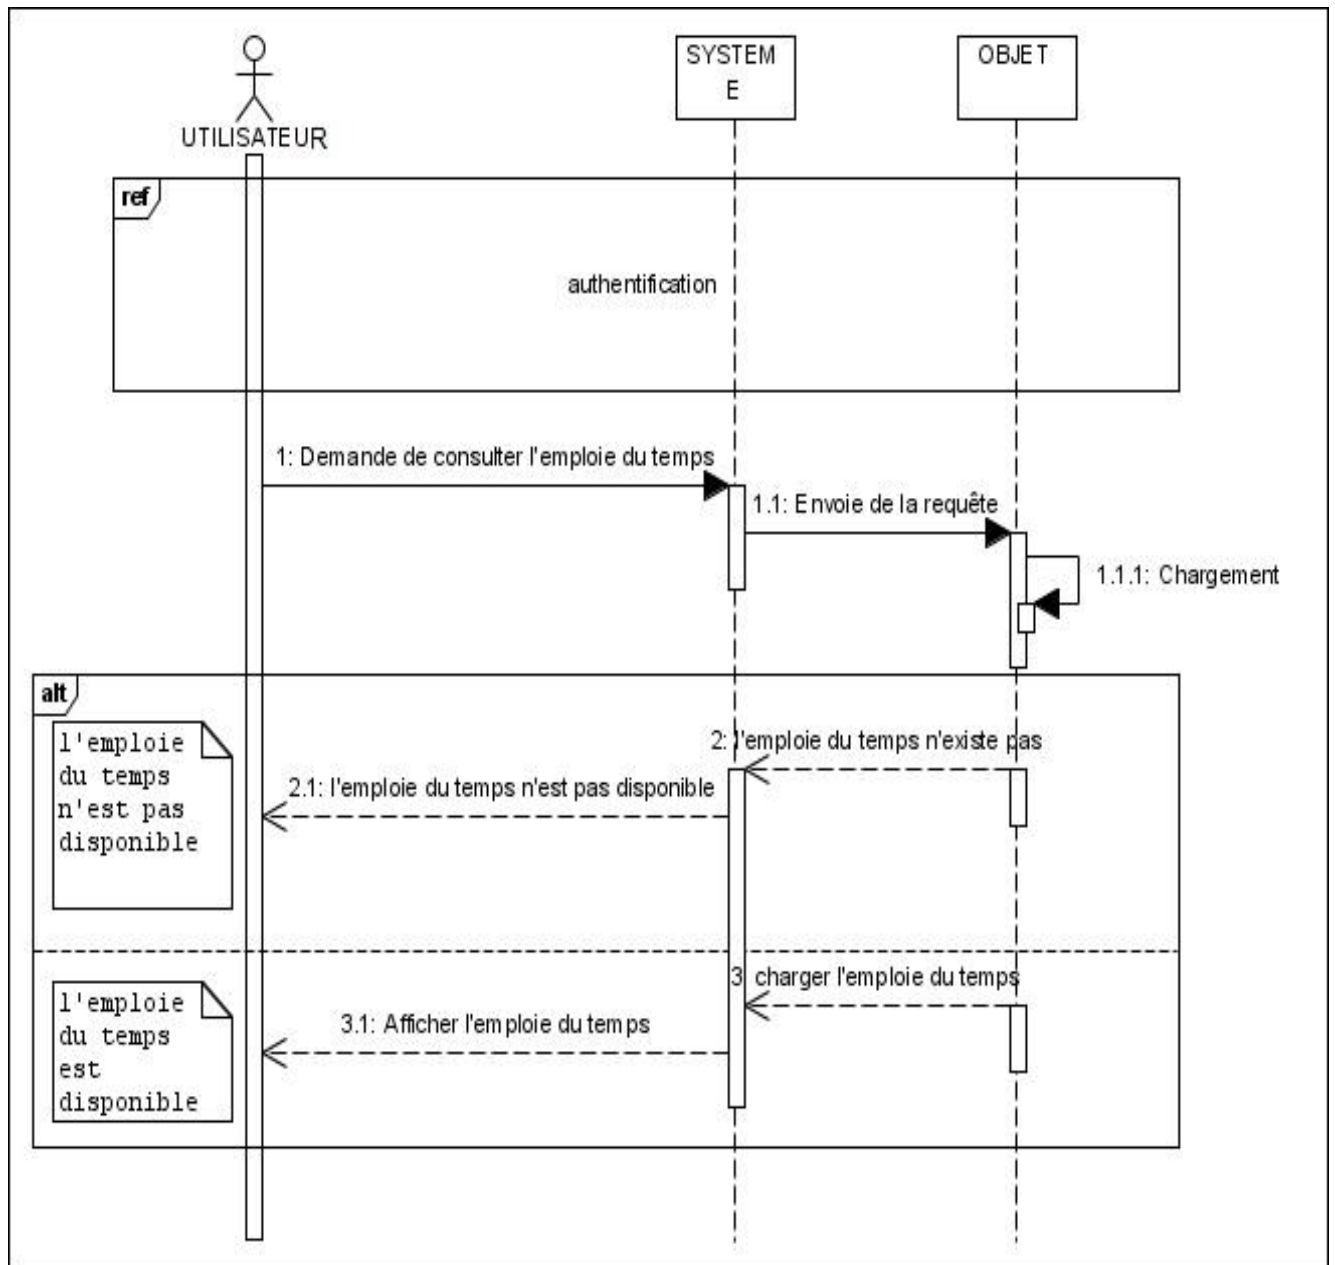 UTILISATEUR
SYSTEM
E
OBJET
ref
authentification
1: Demande de consulter l'emploie du temps
1.1: Envoie de la requête
1.1.1: Chargement
alt
l'emploie
du temps
n'est pas
disponible
2: l'emploie du temps n'existe pas
2.1: l'emploie du temps n'est pas disponible
l'emploie
du temps
est
disponible
3: charger l'emploie du temps
3.1: Afficher l'emploie du temps